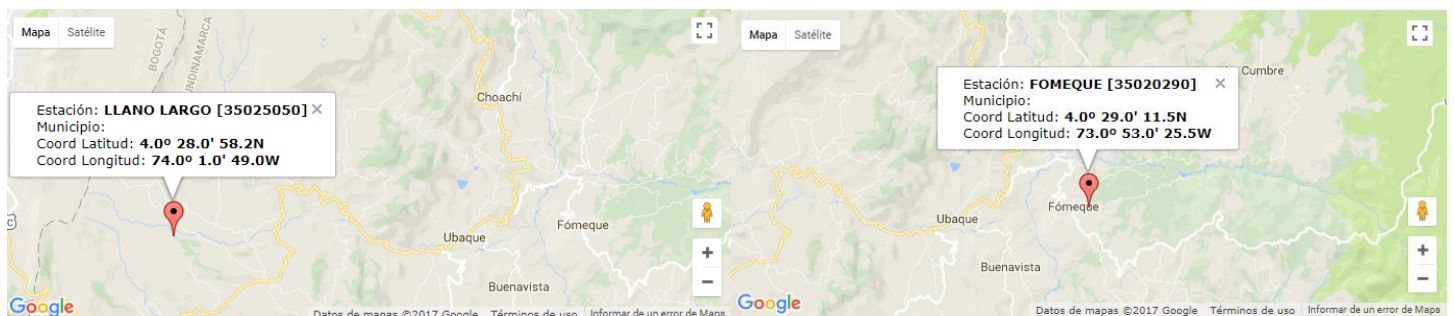 Mapa Satélite
BOGOTÁ
UNDINAMARCA
Choachí
Estación: LLANO LARGO [35025050] ×
Municipio:
Coord Latitud: 4.0º 28.0' 58.2N
Coord Longitud: 74.0º 1.0' 49.0W
Ubaque
Fómeque
Buenavista
Google
Datos de mapas ©2017 Google Términos de uso Informar de un error de Maps
Mapa Satélite
Cumbre
Estación: FOMEQUE [35020290] ×
Municipio:
Coord Latitud: 4.0º 29.0' 11.5N
Coord Longitud: 73.0º 53.0' 25.5W
Fómeque
Ubaque
Buenavista
Google
Datos de mapas ©2017 Google Términos de uso Informar de un error de Maps